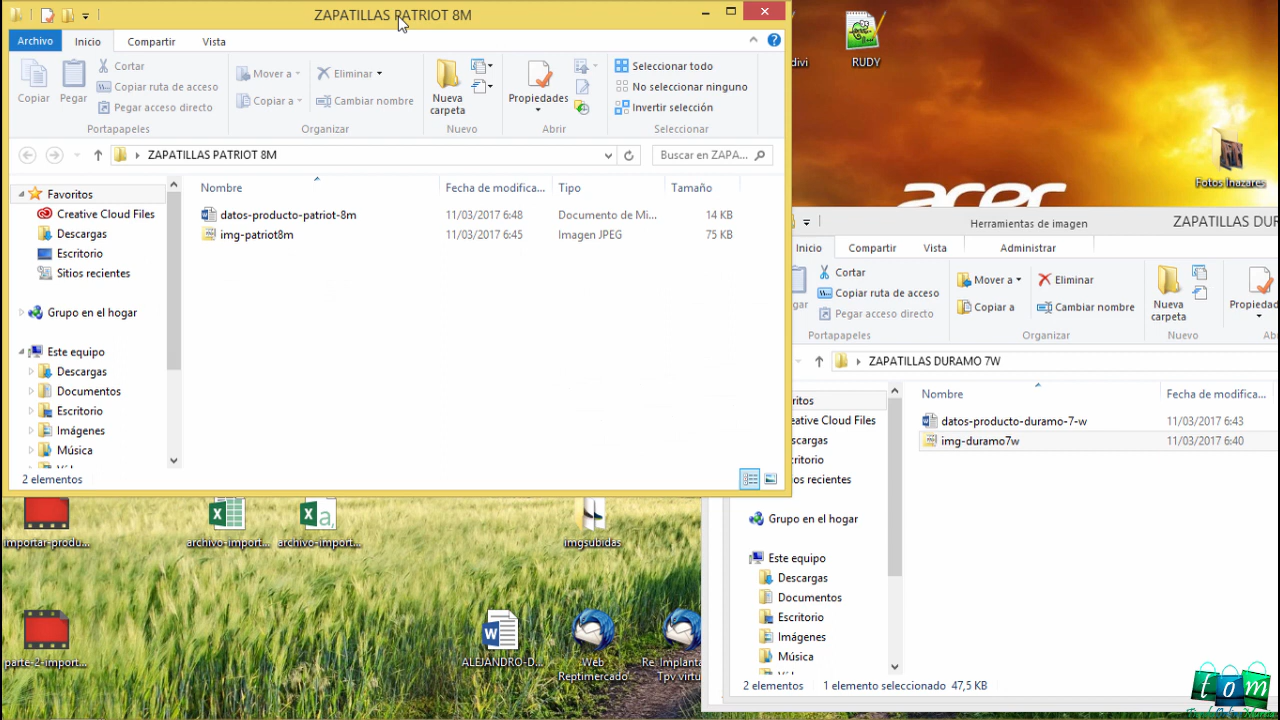 ZAPATILLAS PATRIOT 8M
Archivo
Inicio
Compartir
Vista
Copiar
Pegar
Cortar
Copiar ruta de acceso
Pegar acceso directo
Portapapeles
Mover a
Copiar a
Eliminar
Cambiar nombre
Organizar
Nueva
carpeta
Nuevo
Propiedades
Abrir
Seleccionar todo
No seleccionar ninguno
Invertir selección
Seleccionar
ZAPATILLAS PATRIOT 8M
Buscar en ZAPA...
Favoritos
Creative Cloud Files
Descargas
Escritorio
Sitios recientes
Grupo en el hogar
Este equipo
Descargas
Documentos
Escritorio
Imágenes
Música
Nombre
Fecha de modifica...
Tipo
Tamaño
datos-producto-patriot-8m
11/03/2017 6:48
Documento de Mi...
14 KB
img-patriot8m
11/03/2017 6:45
Imagen JPEG
75 KB
2 elementos
divi
RUDY
Fotos Inazares
acer
Herramientas de imagen
ZAPATILLAS DUR
Inicio
Compartir
Vista
Administrar
gar
Cortar
Copiar ruta de acceso
Pegar acceso directo
Portapapeles
Mover a
Copiar a
Eliminar
Cambiar nombre
Organizar
Nueva
carpeta
Nuevo
Propiedad
Ab
ZAPATILLAS DURAMO 7W
ritos
Creative Cloud Files
scargas
critorio
os recientes
Grupo en el hogar
Este equipo
Descargas
Documentos
Escritorio
Imágenes
Música
Nombre
Fecha de modifica...
datos-producto-duramo-7-w
11/03/2017 6:43
img-duramo7w
11/03/2017 6:40
2 elementos
1 elemento seleccionado 47,5 KB
importar-produ...
archivo-import...
archivo-import...
imgsubidas
parte-2-import...
ALEJANDRO-D...
Web
Reptimercado
Re_Implanta
Tpv virtu
tom